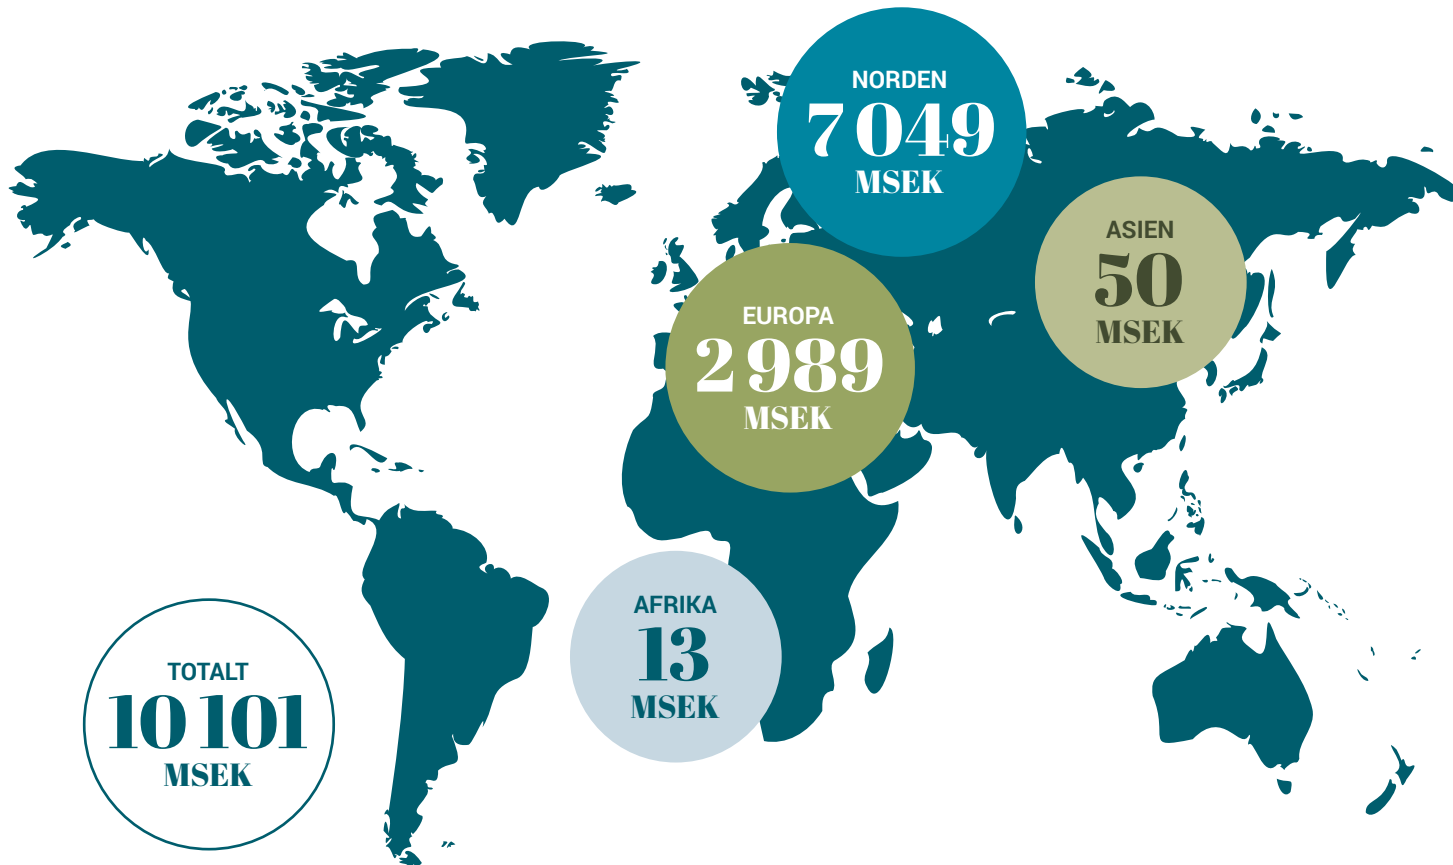 NORDEN
7 049
MSEK
ASIEN
50
MSEK
EUROPA
2 989
MSEK
AFRIKA
13
MSEK
TOTALT
10 101
MSEK